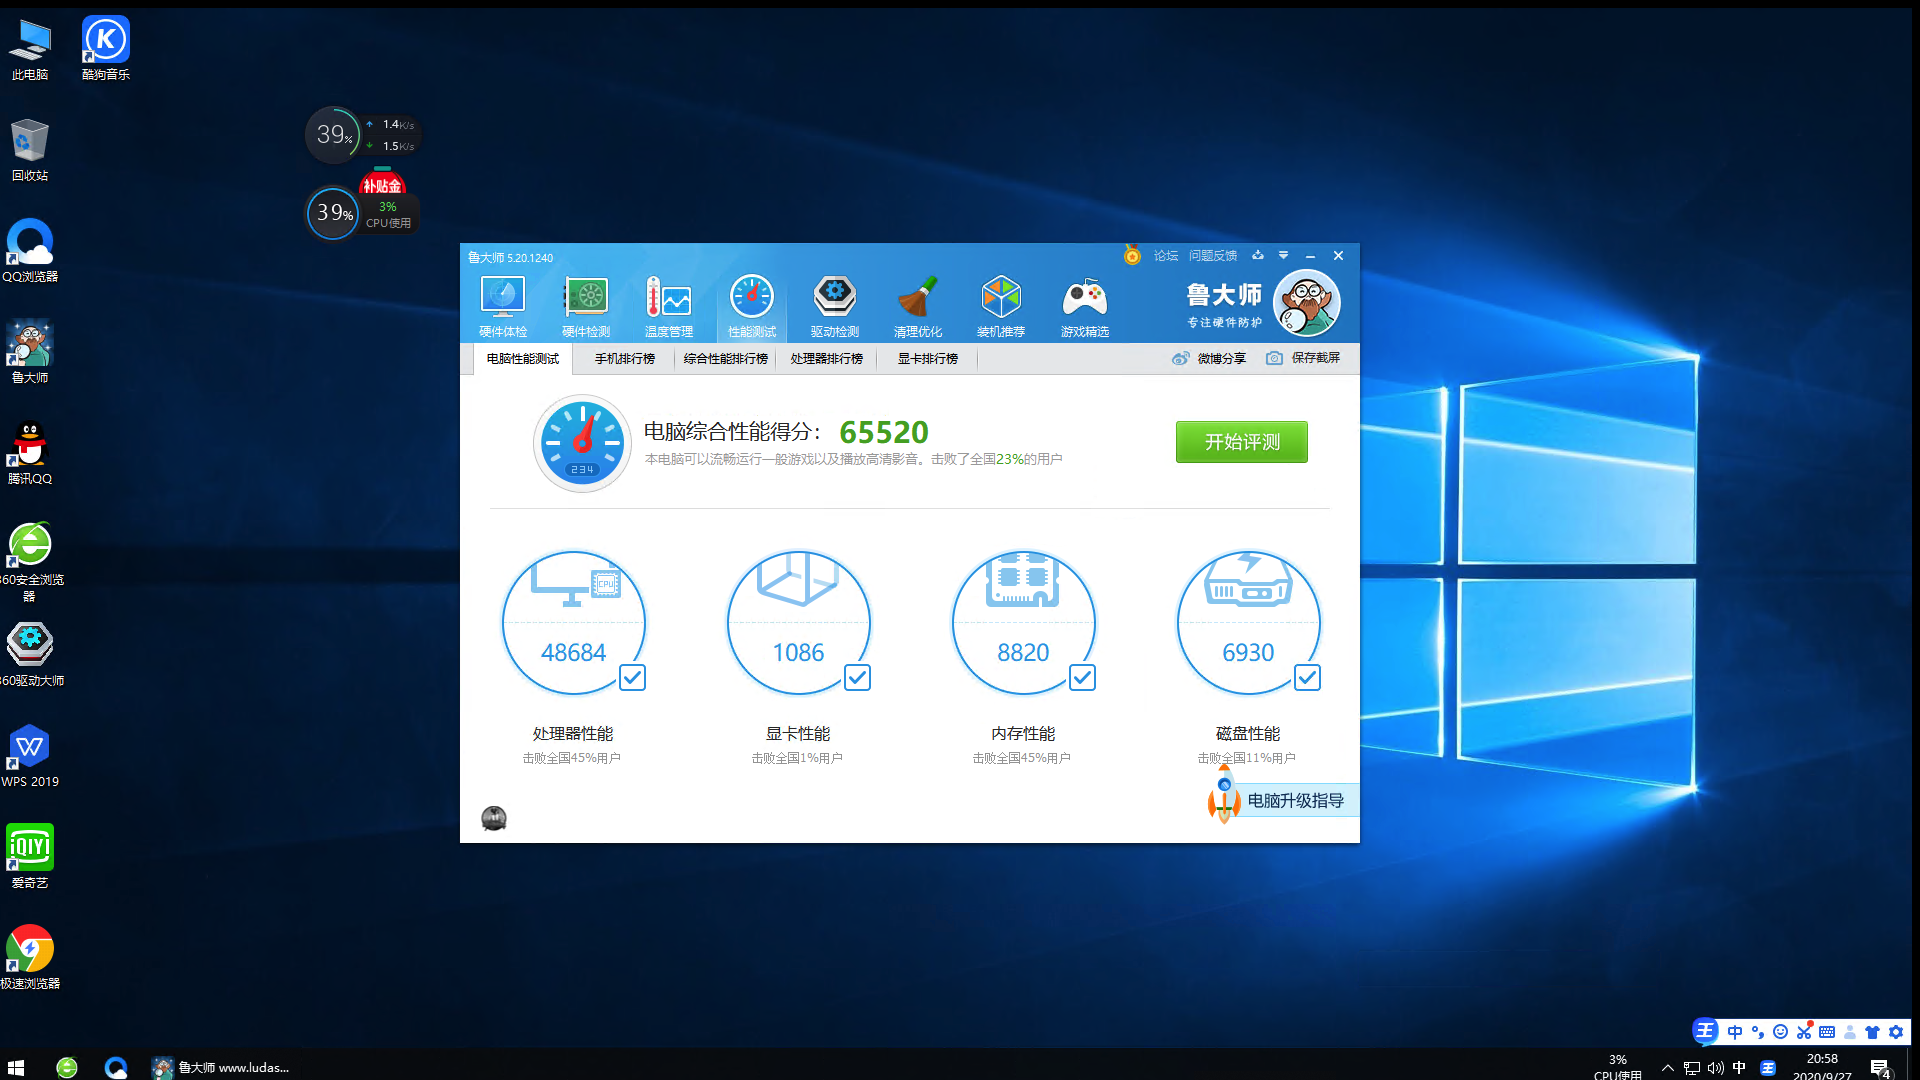 此电脑
酷狗音乐
回收站
QQ浏览器
鲁大师
腾讯QQ
360安全浏览
器
360驱动大师
WPS 2019
iQIYI
爱奇艺
极速浏览器
39%
1.4K/s
1.5K/s
补贴金
39%
3%
CPU使用
鲁大师 5.20.1240
论坛
问题反馈
硬件体检
硬件检测
温度管理
性能测试
驱动检测
清理优化
装机推荐
游戏精选
鲁大师
专注硬件防护
电脑性能测试
手机排行榜
综合性能排行榜
处理器排行榜
显卡排行榜
微博分享
保存截屏
234
电脑综合性能得分： 65520
本电脑可以流畅运行一般游戏以及播放高清影音。击败了全国23%的用户
开始评测
CPU
48684
1086
8820
6930
处理器性能
显卡性能
内存性能
磁盘性能
击败全国45%用户
击败全国1%用户
击败全国45%用户
击败全国11%用户
电脑升级指导
王 中
鲁大师 www.ludas...
3%
CPU使用
中
王
20:58
2020/9/27
4